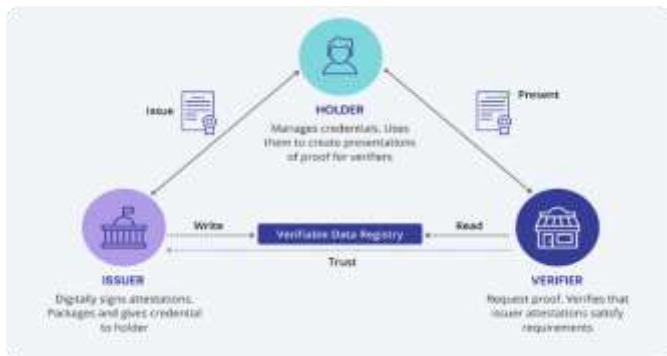 Issue
Present
HOLDER
Manages credentials. Uses
them to create presentations
of proof for verifiers
Write
Verifiable Data Registry
Read
Trust
ISSUER
Digitally signs attestations.
Packages and gives credential
to holder
VERIFIER
Request proof. Verifies that
issuer attestations satisfy
requirements